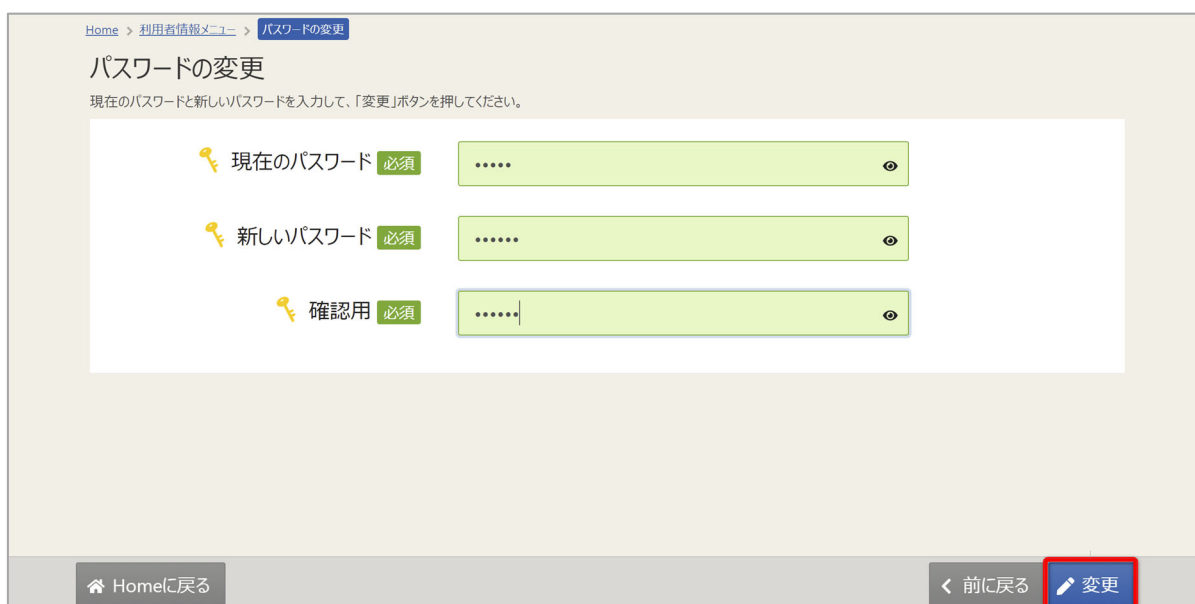 Home > 利用者情報メニュー > パスワードの変更
パスワードの変更
現在のパスワードと新しいパスワードを入力して、「変更」ボタンを押してください。
現在のパスワード 必須 •••••
新しいパスワード 必須 ••••••
確認用 必須 ••••••
Homeに戻る 前に戻る 変更